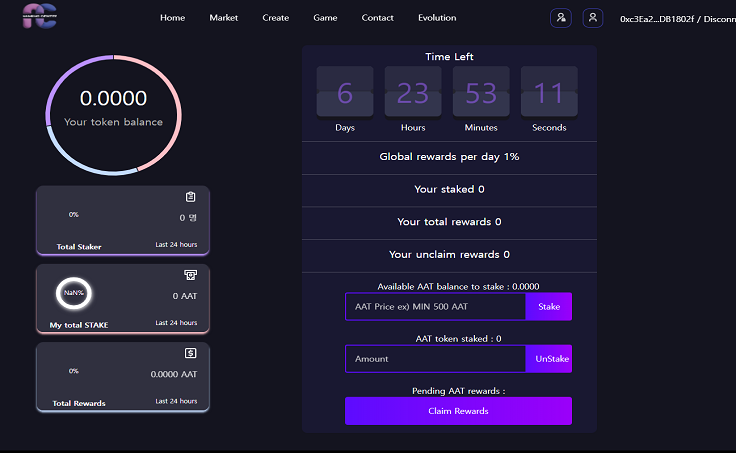 Home Market Create Game Contact Evolution
0xc3Ea2...DB1802f / Disconn
0.0000
Your token balance
0%
0 명
Total Staker
Last 24 hours
NaN%
0 AAT
My total STAKE
Last 24 hours
0%
0.0000 AAT
Total Rewards
Last 24 hours
Time Left
6 23 53 11
Days Hours Minutes Seconds
Global rewards per day 1%
Your staked 0
Your total rewards 0
Your unclaim rewards 0
Available AAT balance to stake : 0.0000
AAT Price ex) MIN 500 AAT
Stake
AAT token staked : 0
Amount
UnStake
Pending AAT rewards :
Claim Rewards